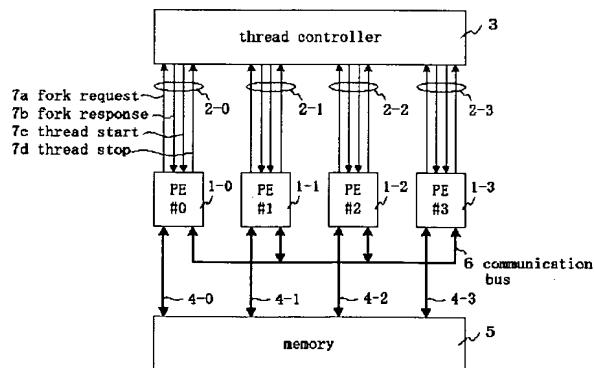 thread controller
3
7a fork request
7b fork response
7c thread start
7d thread stop
2-0
2-1
2-2
2-3
PE
#0
1-0
PE
#1
1-1
PE
#2
1-2
PE
#3
1-3
6 communication
bus
4-0
4-1
4-2
4-3
memory
5